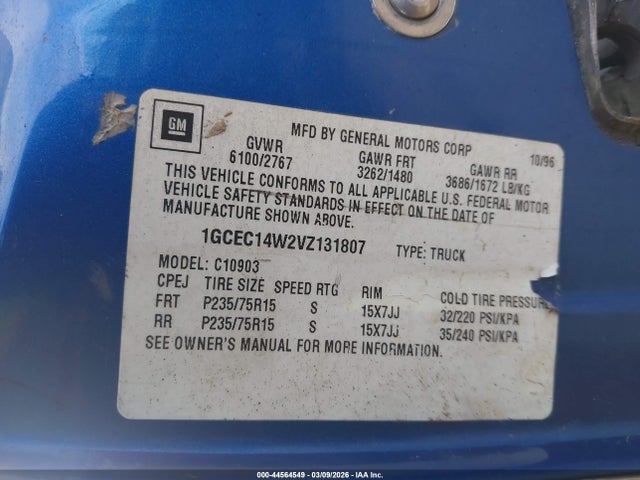 GM
MFD BY GENERAL MOTORS CORP 10/96
GVWR GAWR FRT GAWR RR
6100/2767 3262/1480 3686/1672 LB/KG
THIS VEHICLE CONFORMS TO ALL APPLICABLE U.S. FEDERAL MOTOR
VEHICLE SAFETY STANDARDS IN EFFECT ON THE DATE OF
MANUFACTURE SHOWN ABOVE.
1GCEC14W2VZ131807 TYPE: TRUCK
MODEL: C10903
CPEJ TIRE SIZE SPEED RTG RIM COLD TIRE PRESSURE
FRT P235/75R15 S 15X7JJ 32/220 PSI/KPA
RR P235/75R15 S 15X7JJ 35/240 PSI/KPA
SEE OWNER'S MANUAL FOR MORE INFORMATION.
000-44564549 | 03/09/2026 | IAA Inc.